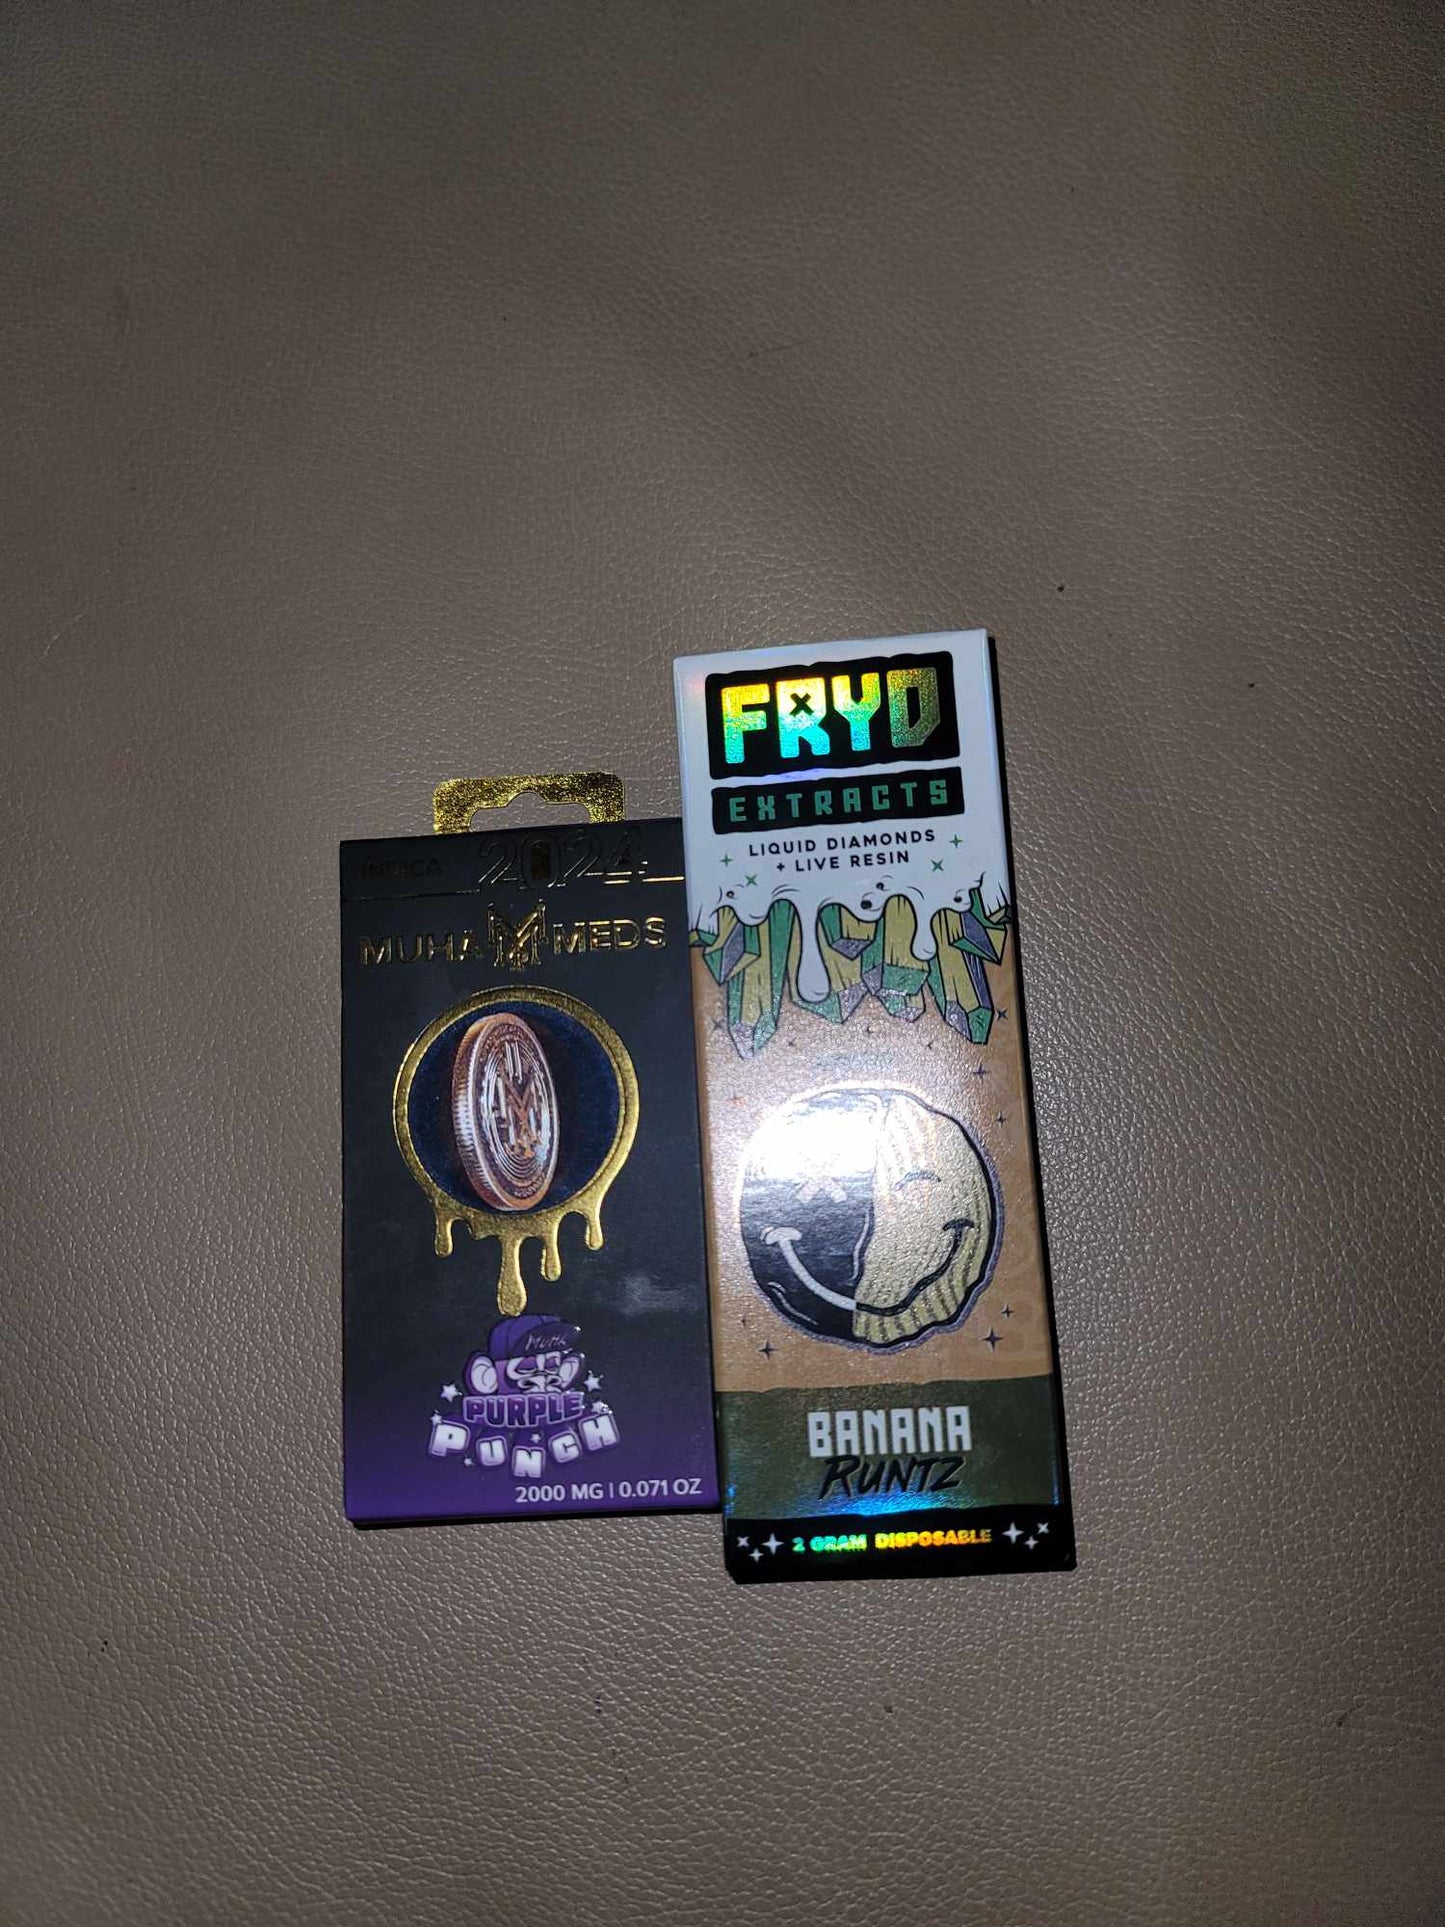 INDICA
2024
MUHA MEDS
MUHA
PURPLE
PUNCH
2000 MG | 0.071 OZ
FRYD
EXTRACTS
LIQUID DIAMONDS
+ LIVE RESIN
BANANA
RUNTZ
2 GRAM DISPOSABLE